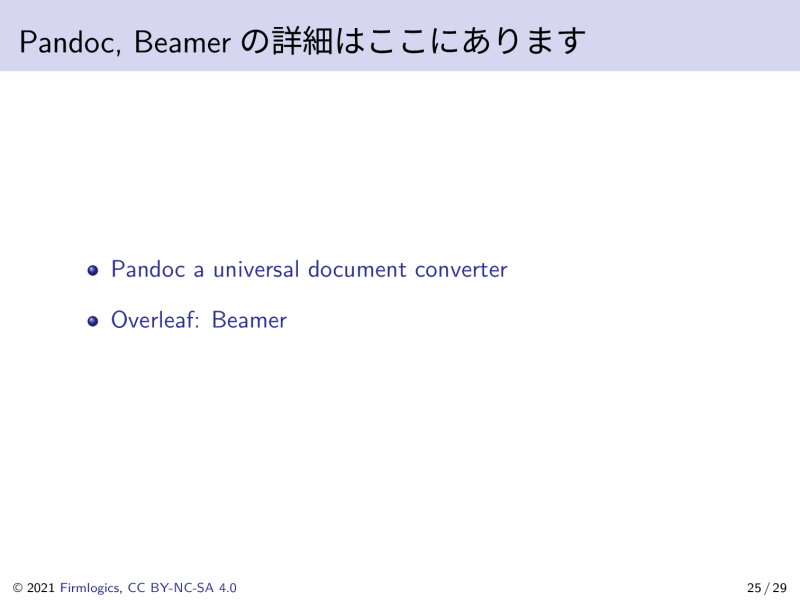 Pandoc, Beamer の詳細はここにあります
Pandoc a universal document converter
Overleaf: Beamer
© 2021 Firmlogics, CC BY-NC-SA 4.0
25 / 29